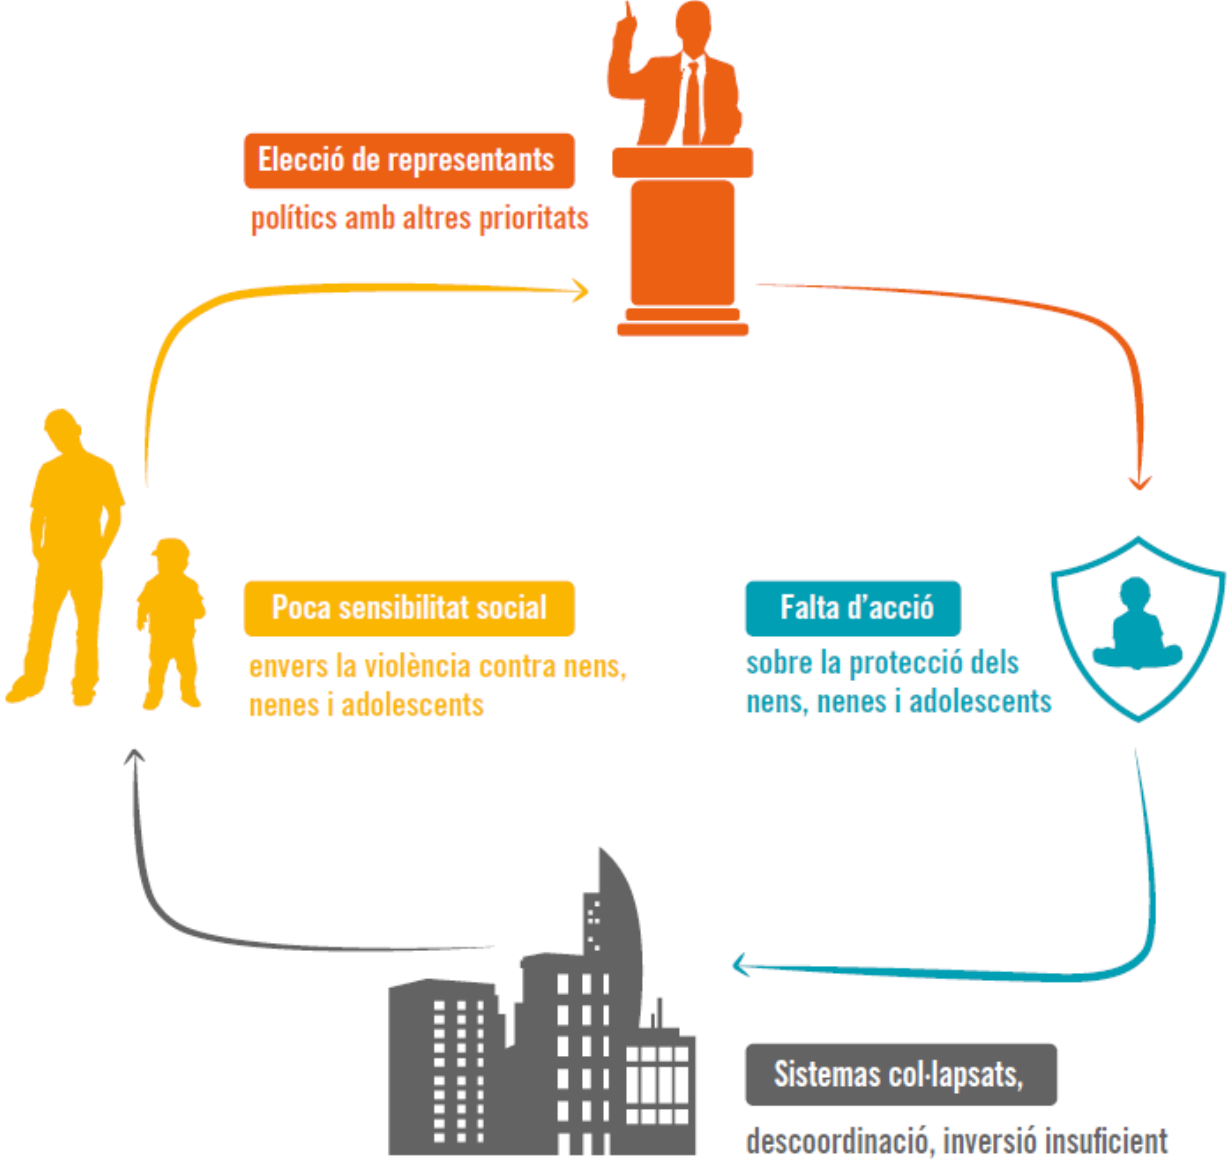 Elecció de representants
polítics amb altres prioritats
Poca sensibilitat social
envers la violència contra nens,
nenes i adolescents
Falta d'acció
sobre la protecció dels
nens, nenes i adolescents
Sistemas col·lapsats,
descoordinació, inversió insuficient